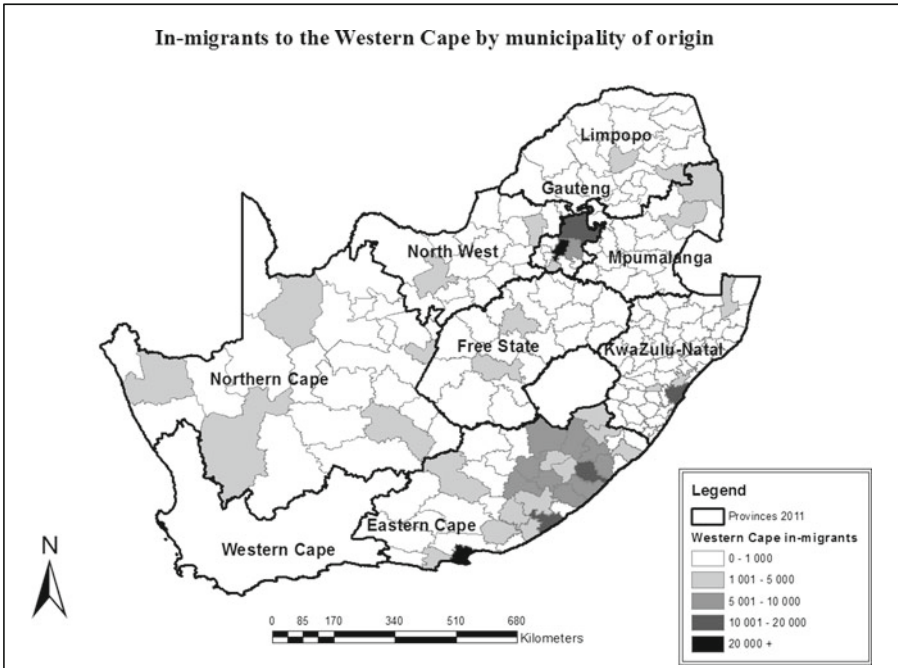 In-migrants to the Western Cape by municipality of origin
Limpopo
Gauteng
North West
Mpumalanga
Free State
KwaZulu-Natal
Northern Cape
Eastern Cape
Western Cape
N
0 85 170 340 510 680
Kilometers
Legend
Provinces 2011
Western Cape in-migrants
0 - 1 000
1 001 - 5 000
5 001 - 10 000
10 001 - 20 000
20 000 +